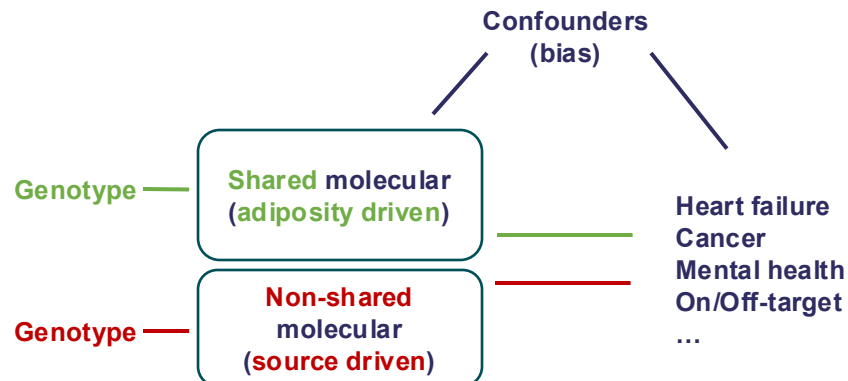 Confounders
(bias)
Genotype
Shared molecular
(adiposity driven)
Heart failure
Cancer
Mental health
On/Off-target
…
Genotype
Non-shared
molecular
(source driven)